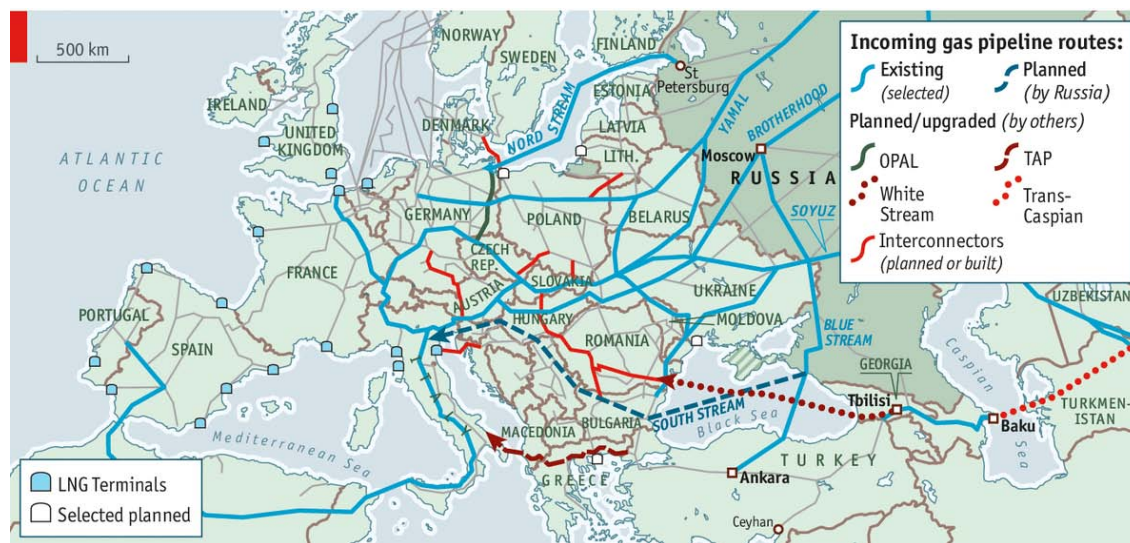 500 km
NORWAY
SWEDEN
FINLAND
St
Petersburg
ESTONIA
LATVIA
LITH.
IRELAND
UNITED
KINGDOM
DENMARK
NORD STREAM
YAMAL
BROTHERHOOD
Moscow
RUSSIA
SOYUZ
ATLANTIC
OCEAN
GERMANY
POLAND
BELARUS
CZECH
REP.
FRANCE
SLOVAKIA
AUSTRIA
UKRAINE
HUNGARY
MOLDOVA
ROMANIA
PORTUGAL
SPAIN
ITALY
BLUE
STREAM
GEORGIA
Tbilisi
Caspian
Sea
UZBEKISTAN
TURKMEN-
ISTAN
Baku
SOUTH STREAM
Black Sea
BULGARIA
MACEDONIA
Mediterranean Sea
GREECE
TURKEY
Ankara
Ceyhan
Incoming gas pipeline routes:
Existing
(selected)
Planned
(by Russia)
Planned/upgraded (by others)
OPAL
TAP
White
Stream
Trans-
Caspian
Interconnectors
(planned or built)
LNG Terminals
Selected planned